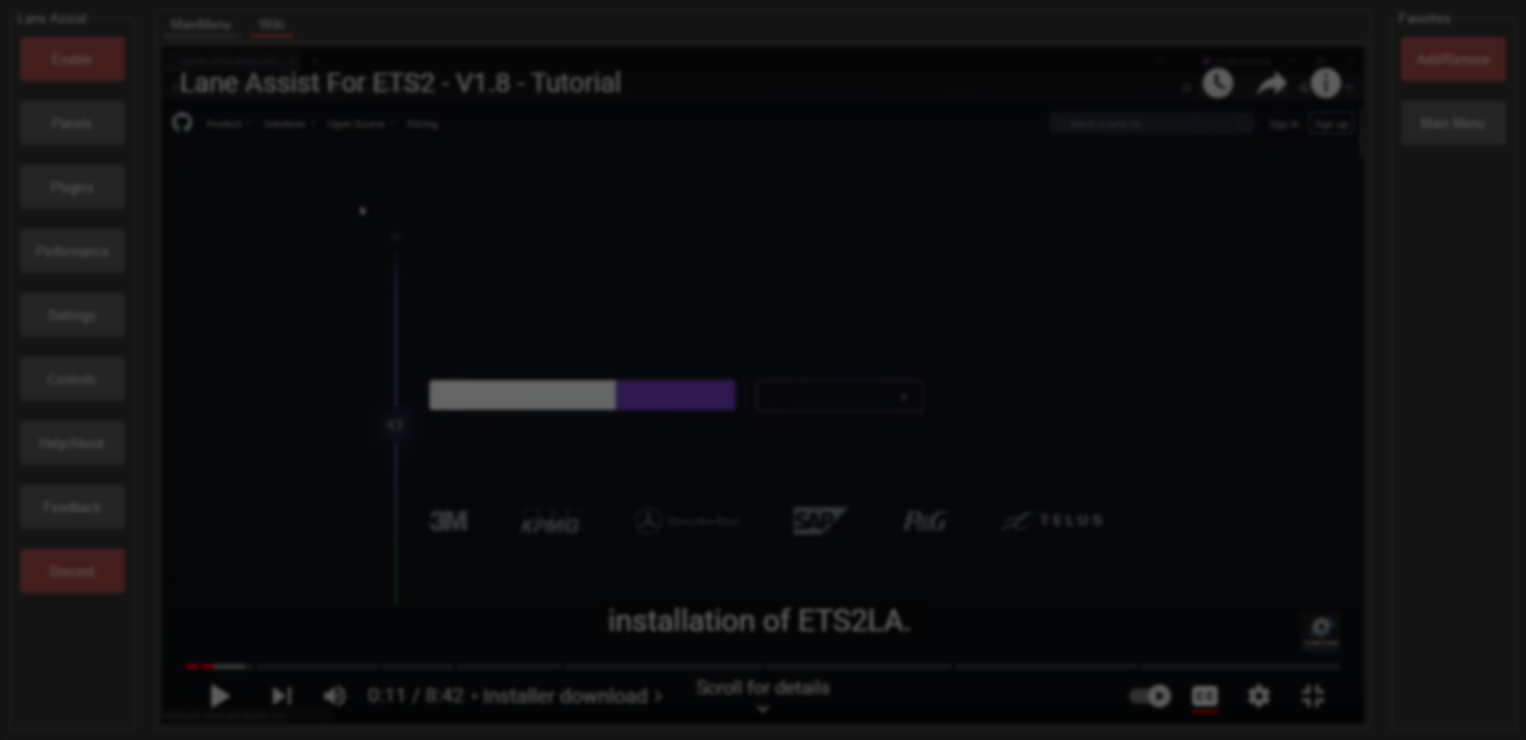 Lane Assist
MainMenu
Wiki
Favorites
Enable
Add/Remove
Lane Assist For ETS2 - V1.8 - Tutorial
Panels
Product
Solutions
Open Source
Pricing
Sign in
Sign up
Main Menu
Plugins
Performance
Settings
Controls
Help/About
Feedback
Discord
3M
KPMG
Mercedes-Benz
SAP
P&G
TELUS
installation of ETS2LA.
0:11 / 8:42 • Installer download >
Scroll for details
CC